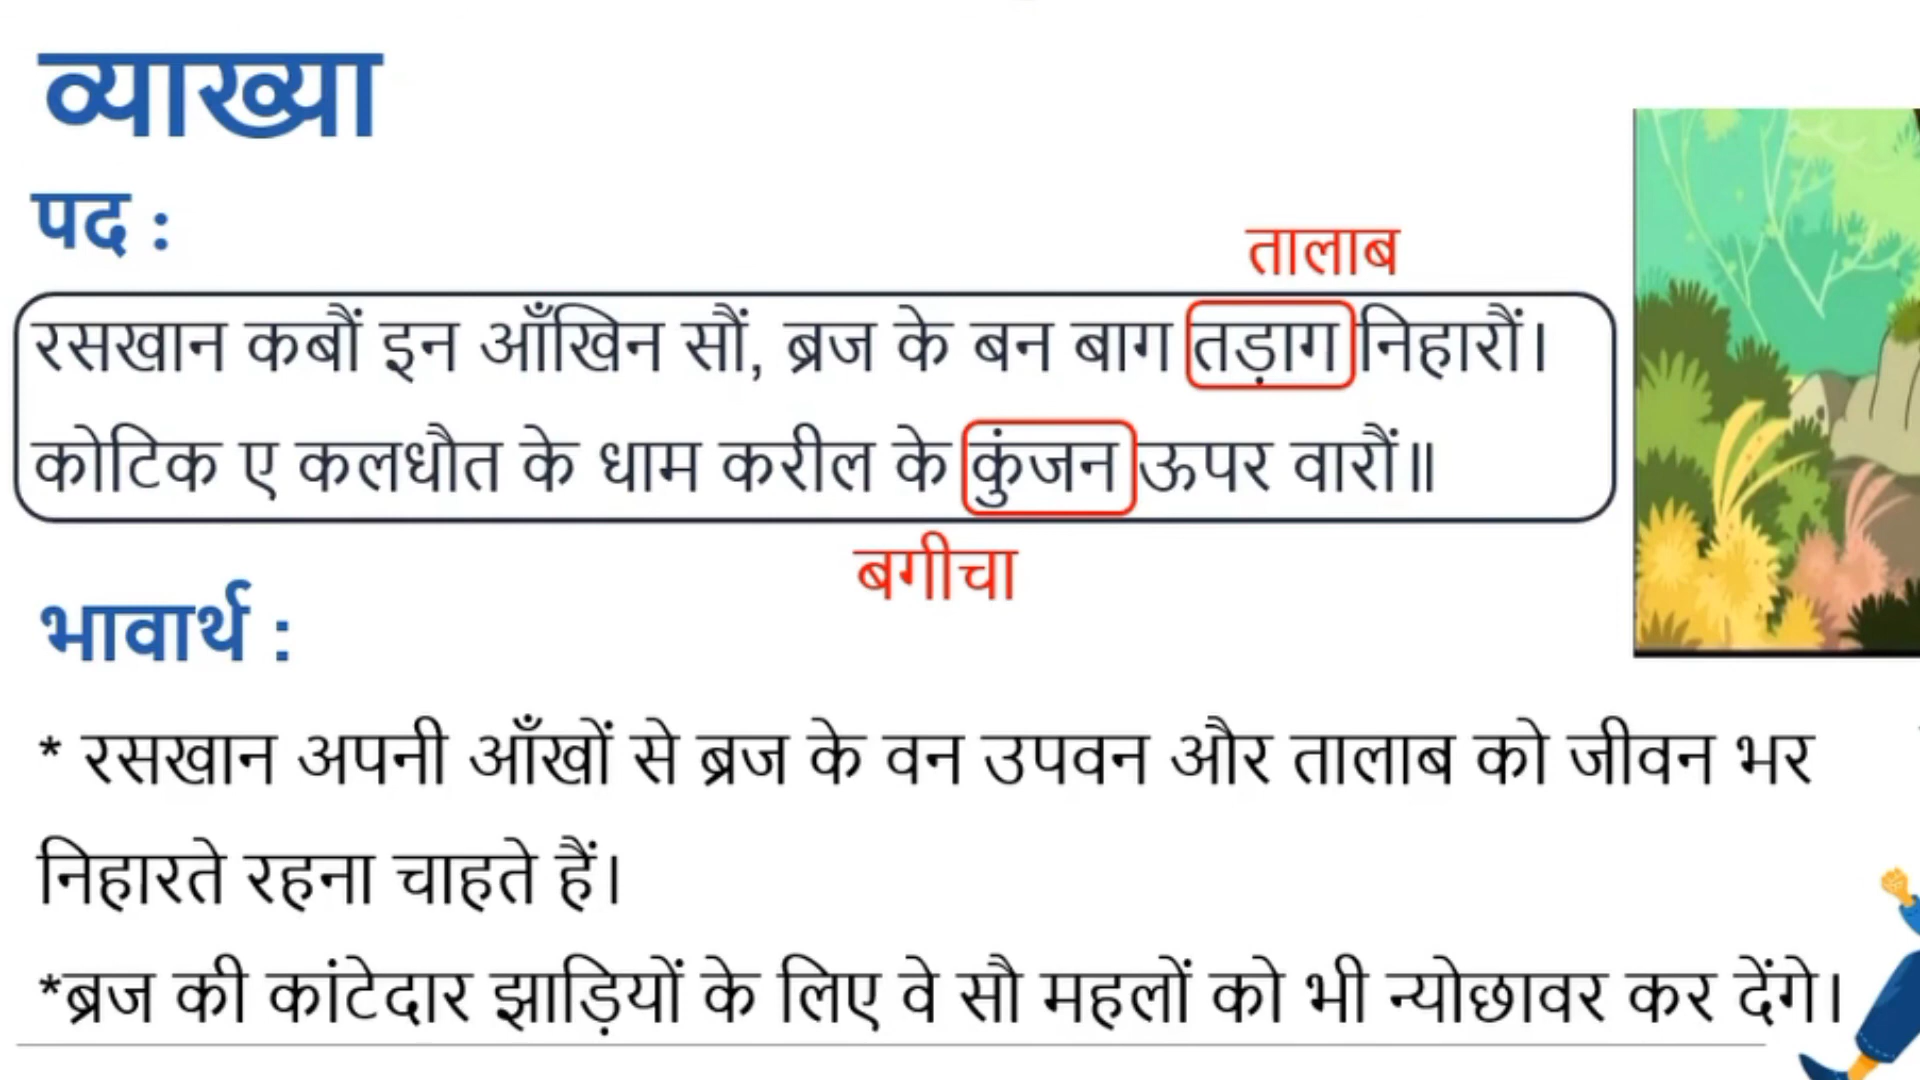 व्याख्या
पद :
तालाब
रसखान कबौं इन आँखिन सौं, ब्रज के बन बाग तड़ाग निहारौं।
कोटिक ए कलधौत के धाम करील के कुंजन ऊपर वारौं॥
बगीचा
भावार्थ :
* रसखान अपनी आँखों से ब्रज के वन उपवन और तालाब को जीवन भर
निहारते रहना चाहते हैं।
*ब्रज की कांटेदार झाड़ियों के लिए वे सौ महलों को भी न्योछावर कर देंगे।